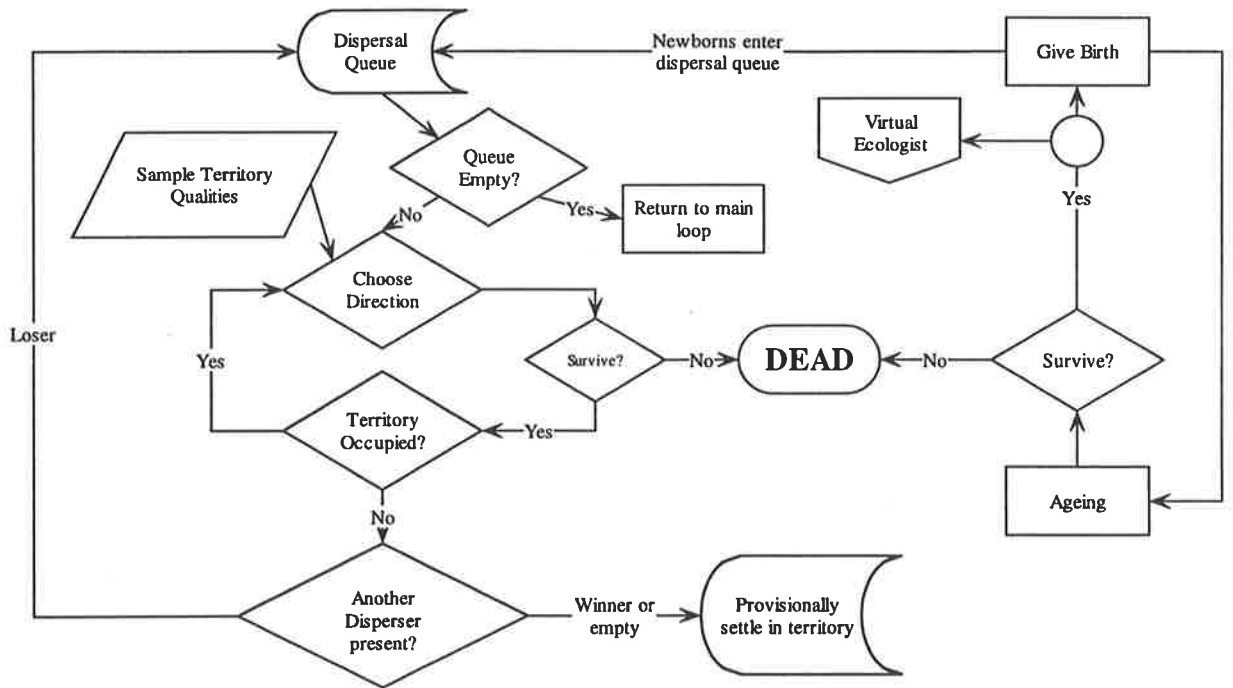 Dispersal
Queue
Newborns enter
dispersal queue
Give Birth
Virtual
Ecologist
Sample Territory
Qualities
Queue
Empty?
Yes
No
Yes
Return to main
loop
Choose
Direction
Loser
Yes
Survive?
No
DEAD
No
Survive?
Territory
Occupied?
Yes
Ageing
No
Another
Disperser
present?
Winner or
empty
Provisionally
settle in territory